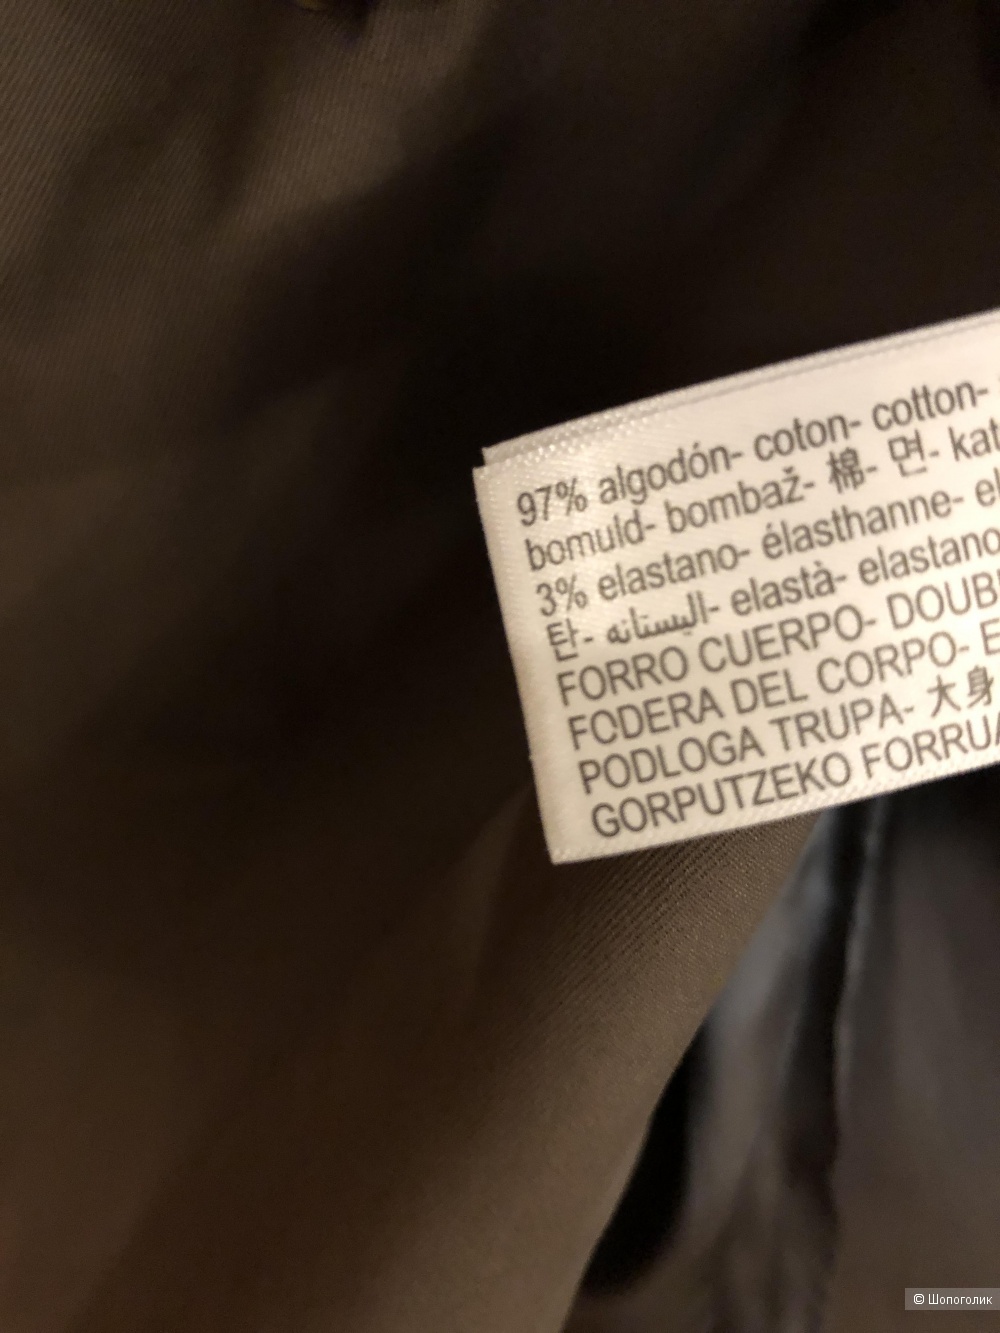 97% algodón- coton- cotton-
bomuld- bombaž- 棉- 면- kat
3% elastano- élasthanne- el
탄- اليستانه- elastà- elastano
FORRO CUERPO- DOUB
FODERA DEL CORPO- E
PODLOGA TRUPA- 大身
GORPUTZEKO FORRUA
© Шопоголик